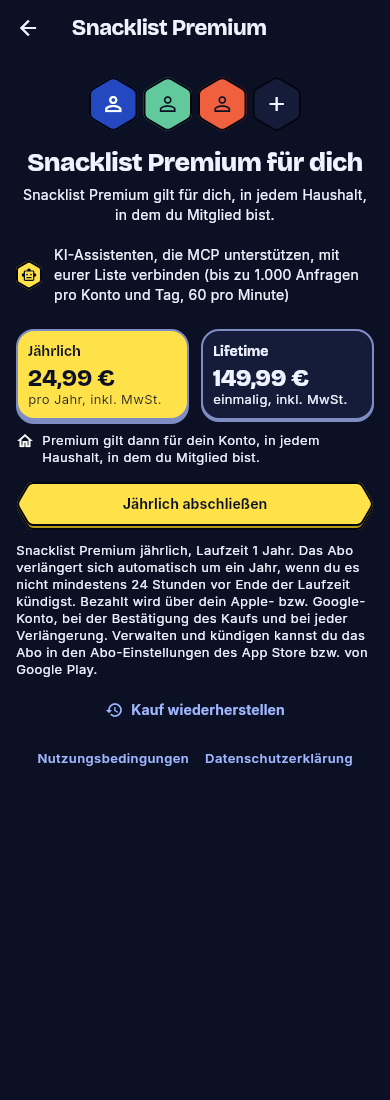 Snacklist Premium
Snacklist Premium für dich
Snacklist Premium gilt für dich, in jedem Haushalt,
in dem du Mitglied bist.
KI-Assistenten, die MCP unterstützen, mit
eurer Liste verbinden (bis zu 1.000 Anfragen
pro Konto und Tag, 60 pro Minute)
Jährlich
24,99 €
pro Jahr, inkl. MwSt.
Lifetime
149,99 €
einmalig, inkl. MwSt.
Premium gilt dann für dein Konto, in jedem
Haushalt, in dem du Mitglied bist.
Jährlich abschließen
Snacklist Premium jährlich, Laufzeit 1 Jahr. Das Abo
verlängert sich automatisch um ein Jahr, wenn du es
nicht mindestens 24 Stunden vor Ende der Laufzeit
kündigst. Bezahlt wird über dein Apple- bzw. Google-
Konto, bei der Bestätigung des Kaufs und bei jeder
Verlängerung. Verwalten und kündigen kannst du das
Abo in den Abo-Einstellungen des App Store bzw. von
Google Play.
Kauf wiederherstellen
Nutzungsbedingungen Datenschutzerklärung